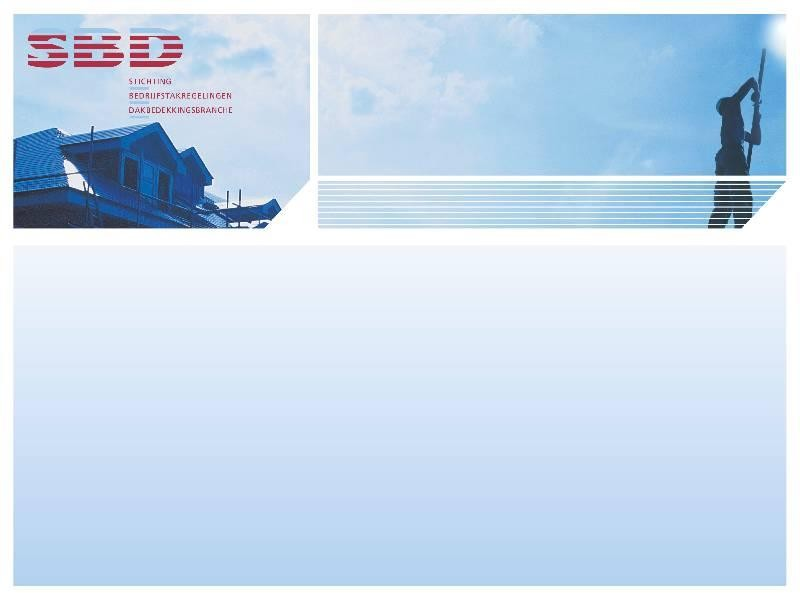 SBD
STICHTING
BEDRIJFSTAKREGELINGEN
DAKBEDEKKINGSBRANCHE